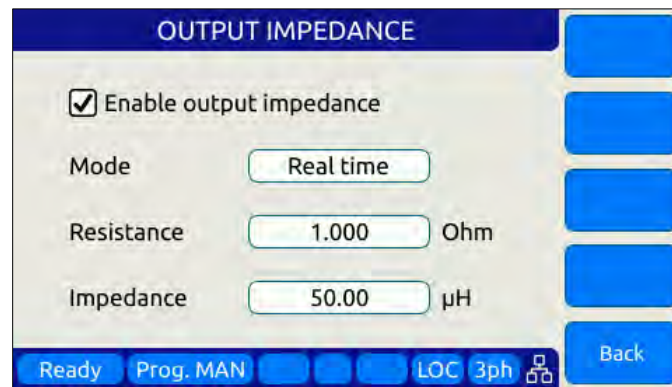 OUTPUT IMPEDANCE
Enable output impedance
Mode Real time
Resistance 1.000 Ohm
Impedance 50.00 µH
Ready Prog. MAN LOC 3ph
Back